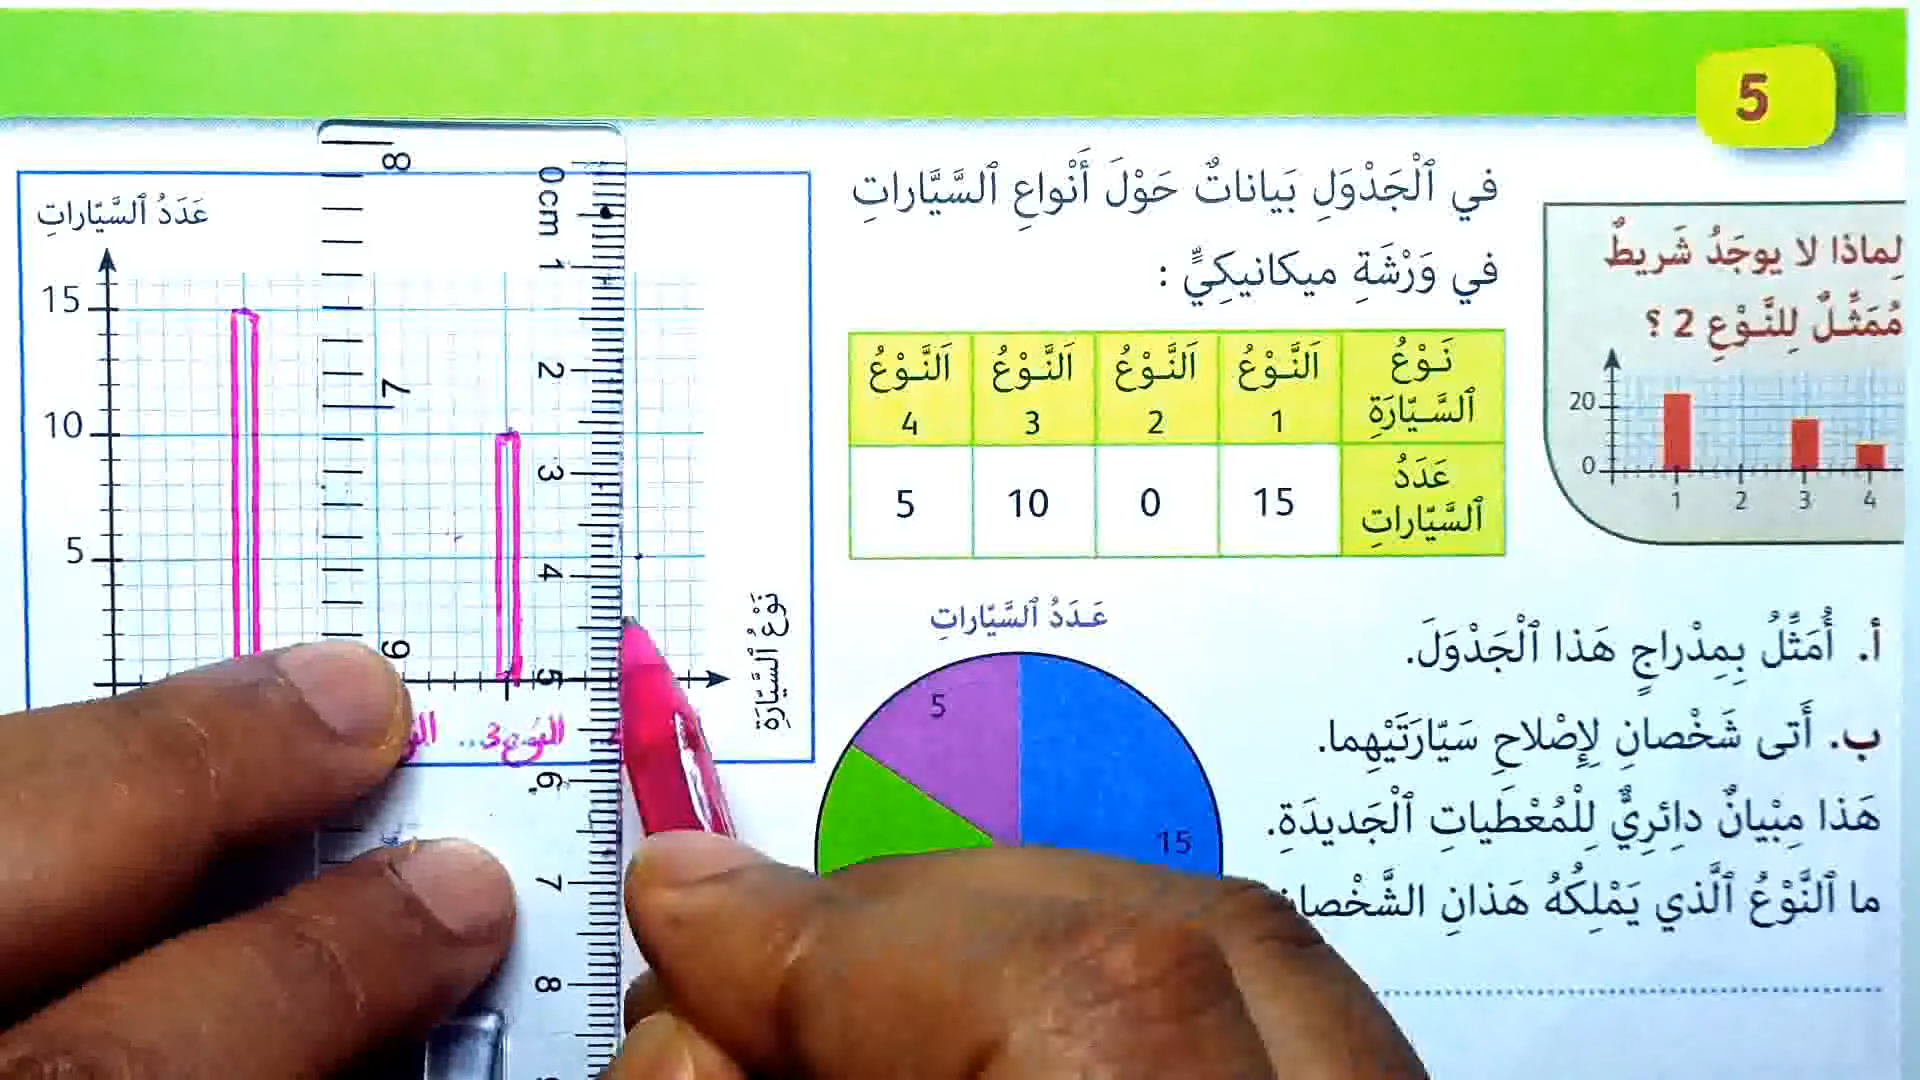 5
في ٱلْجَدْوَلِ بَياناتٌ حَوْلَ أَنْواعِ ٱلسَّيَّاراتِ
في وَرْشَةِ ميكانيكِيٍّ :
لِماذا لا يوجَدُ شَريطٌ
مُمَثِّلٌ لِلنَّوْعِ 2 ؟
20
0
1 2 3 4
نَوْعُ ٱلسَّيّارَةِ اَلنَّوْعُ 1 اَلنَّوْعُ 2 اَلنَّوْعُ 3 اَلنَّوْعُ 4
عَدَدُ ٱلسَّيّاراتِ 15 0 10 5
عَدَدُ ٱلسَّيّاراتِ
15
10
5
نَوْعُ ٱلسَّيّارَةِ
النوع3
0cm 1 2 3 4 5 6 7 8
8 7 6
أ. أُمَثِّلُ بِمِدْراجٍ هَذا ٱلْجَدْوَلَ.
ب. أَتى شَخْصانِ لِإِصْلاحِ سَيّارَتَيْهِما.
هَذا مِبْيانٌ دائِرِيٌّ لِلْمُعْطَياتِ ٱلْجَديدَةِ.
ما ٱلنَّوْعُ ٱلَّذي يَمْلِكُهُ هَذانِ الشَّخْصانِ
عَدَدُ ٱلسَّيّاراتِ
5
15